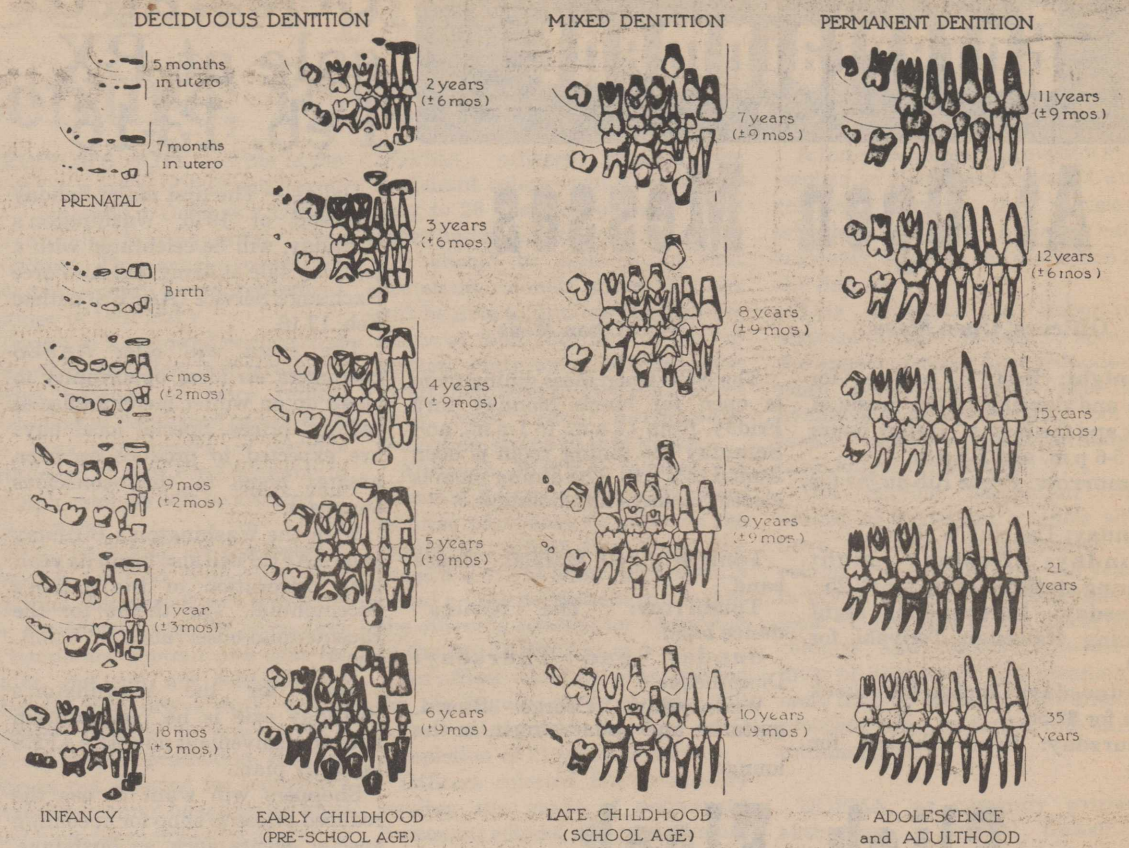 DECIDUOUS DENTITION
5 months
in utero
7 months
in utero
PRENATAL
Birth
mos
(±2 mos)
9 mos
(±2 mos)
1 year
(±3 mos)
18 mos
(±3 mos)
INFANCY
2 years
(±6 mos)
3 years
(±6 mos)
4 years
(±9 mos.)
5 years
(±9 mos)
6 years
(±9 mos)
EARLY CHILDHOOD
(PRE-SCHOOL AGE)
MIXED DENTITION
7 years
(±9 mos)
8 years
(±9 mos)
9 years
(±9 mos)
10 years
(±9 mos)
LATE CHILDHOOD
(SCHOOL AGE)
PERMANENT DENTITION
11 years
(±9 mos)
12 years
(±6 mos)
15 years
(±6 mos)
21
years
35
years
ADOLESCENCE
and ADULTHOOD